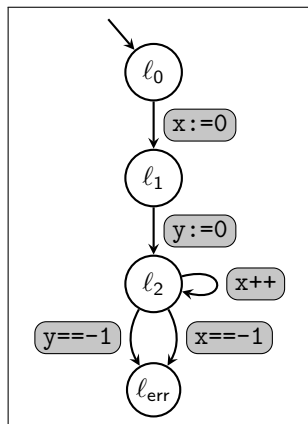 ℓ0
x:=0
ℓ1
y:=0
ℓ2
x++
y==-1 x==-1
ℓerr